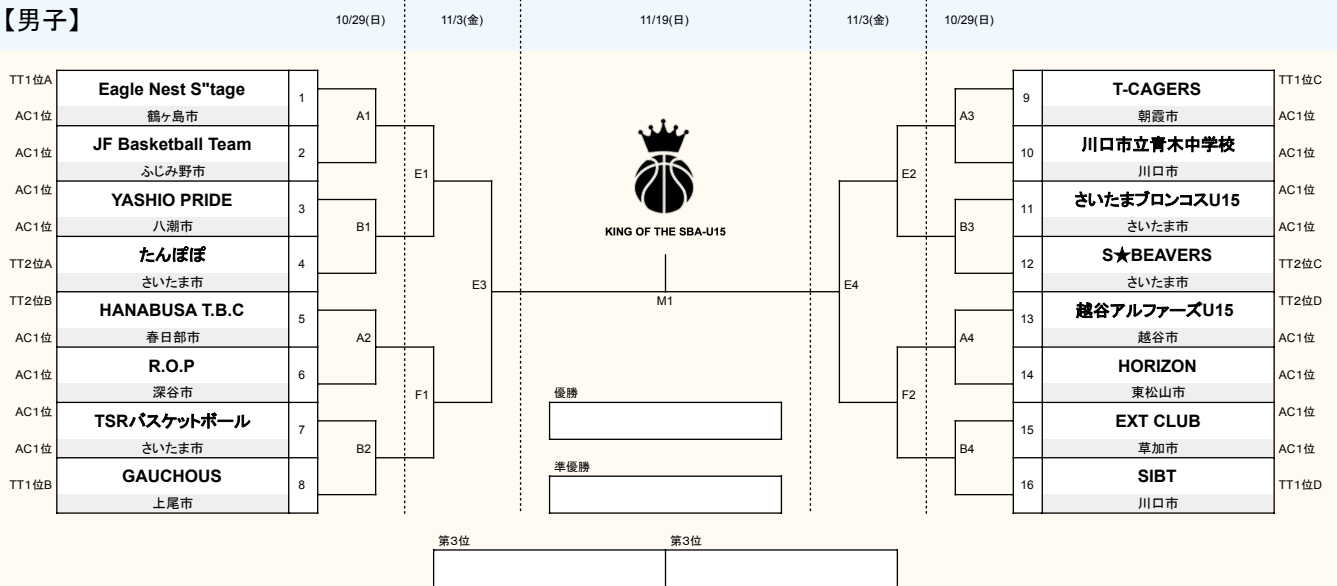 【男子】
10/29(日)
11/3(金)
11/19(日)
11/3(金)
10/29(日)
TT1位A
Eagle Nest S"tage
1
AC1位
鶴ヶ島市
A1
AC1位
JF Basketball Team
2
ふじみ野市
E1
AC1位
YASHIO PRIDE
3
AC1位
八潮市
B1
たんぽぽ
4
TT2位A
さいたま市
E3
TT2位B
HANABUSA T.B.C
5
AC1位
春日部市
A2
R.O.P
6
AC1位
深谷市
F1
AC1位
TSRバスケットボール
7
AC1位
さいたま市
B2
GAUCHOUS
8
TT1位B
上尾市
KING OF THE SBA-U15
M1
優勝
準優勝
第3位
第3位
TT1位C
T-CAGERS
9
AC1位
朝霞市
A3
川口市立青木中学校
10
AC1位
川口市
E2
AC1位
さいたまブロンコスU15
11
AC1位
さいたま市
B3
S★BEAVERS
12
TT2位C
さいたま市
E4
TT2位D
越谷アルファーズU15
13
AC1位
越谷市
A4
HORIZON
14
AC1位
東松山市
F2
AC1位
EXT CLUB
15
AC1位
草加市
B4
SIBT
16
TT1位D
川口市